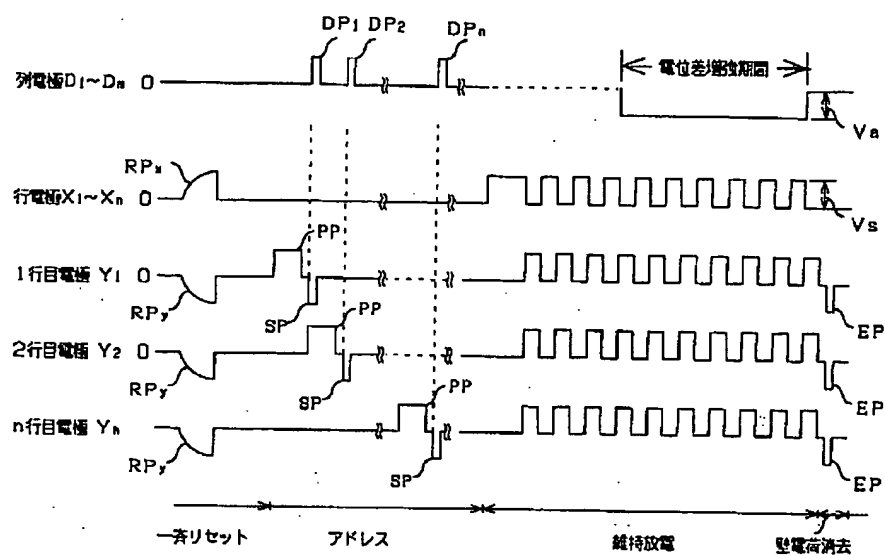 DP1 DP2 DPn
列電極D1～Dm 0
電位差増強期間
Va
RPx
行電極X1～Xn 0
Vs
PP
1行目電極 Y1 0
RPy
SP
PP
EP
2行目電極 Y2 0
RPy
SP
PP
EP
n行目電極 Yn
RPy
SP
EP
一斉リセット アドレス 維持放電 壁電荷消去